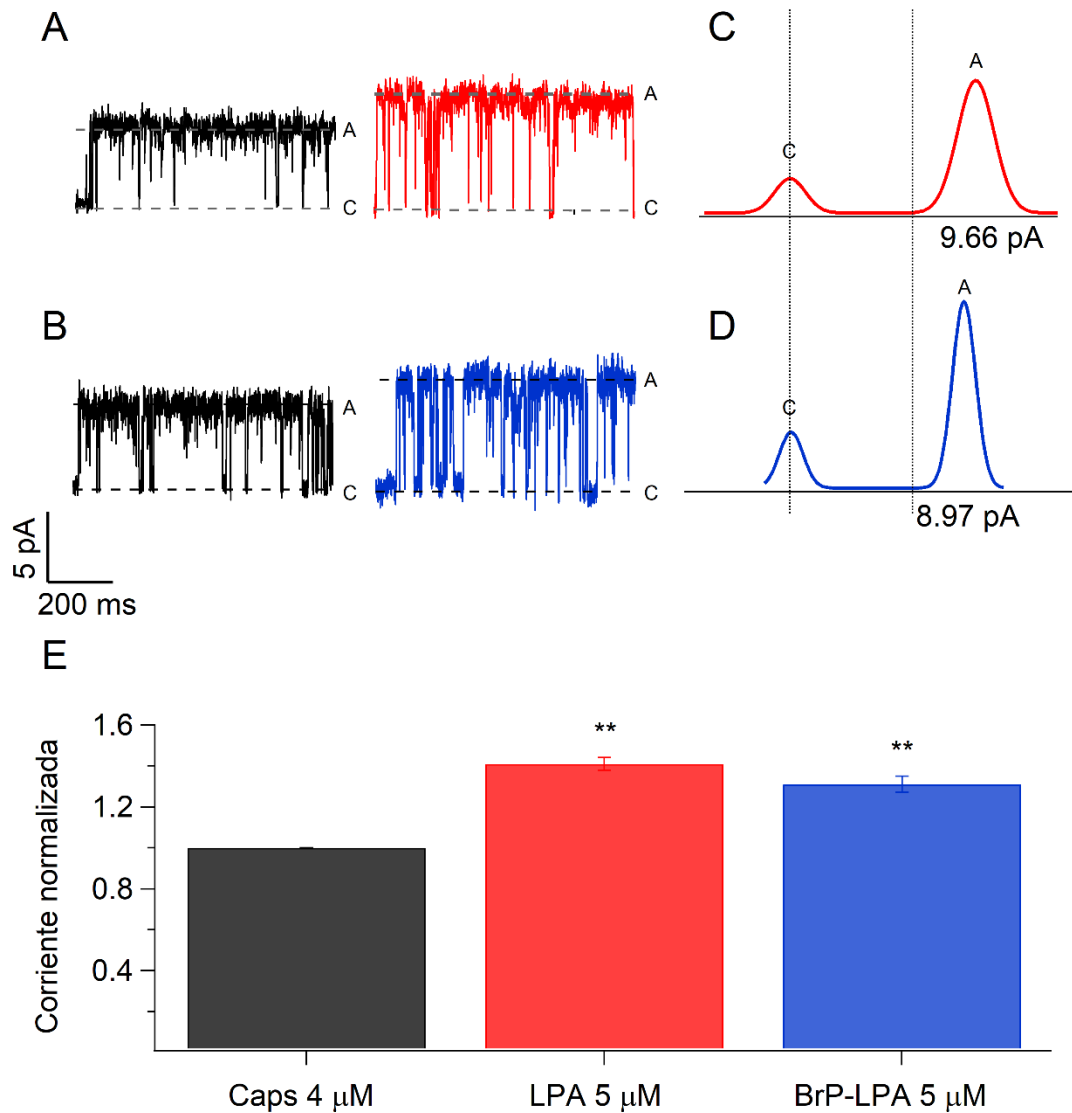 A
C
A
A
A
C
C
C
9.66 pA
B
D
A
A
A
C
C
C
8.97 pA
5 pA
200 ms
E
Corriente normalizada
1.6
1.2
0.8
0.4
**
**
Caps 4 µM
LPA 5 µM
BrP-LPA 5 µM